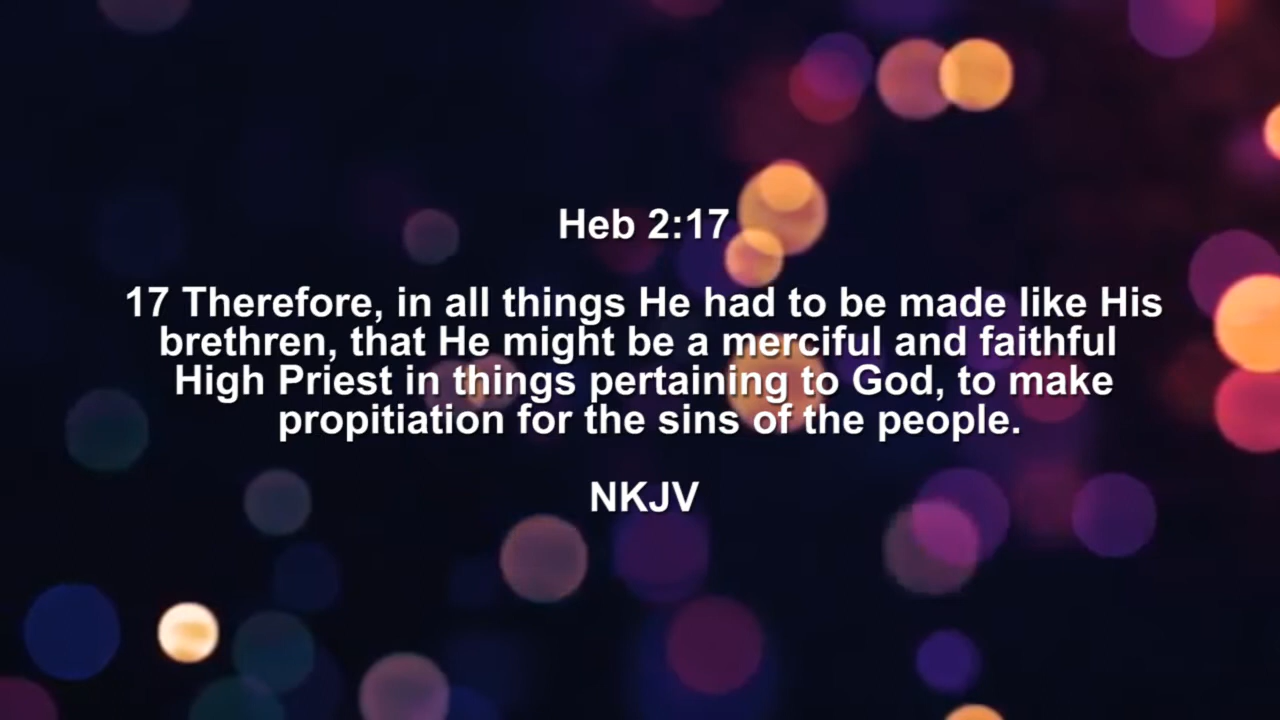 Heb 2:17
17 Therefore, in all things He had to be made like His
brethren, that He might be a merciful and faithful
High Priest in things pertaining to God, to make
propitiation for the sins of the people.
NKJV